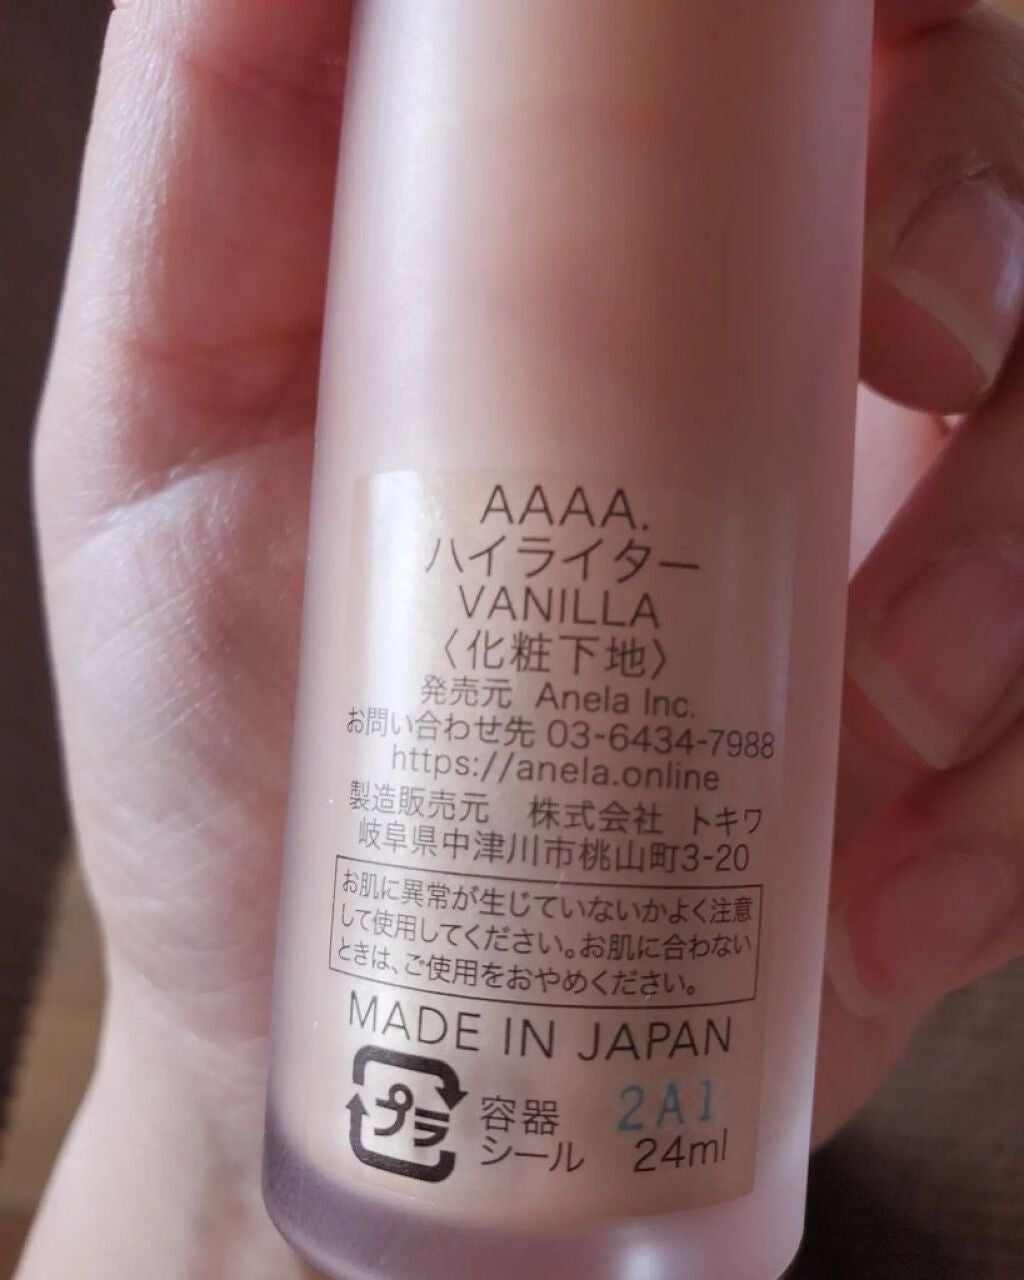 AAAA.
ハイライター
VANILLA
〈化粧下地〉
発売元 Anela Inc.
お問い合わせ先 03-6434-7988
https://anela.online
製造販売元 株式会社 トキワ
岐阜県中津川市桃山町3-20
お肌に異常が生じていないかよく注意
して使用してください。お肌に合わない
ときは、ご使用をおやめください。
MADE IN JAPAN
プラ 容器 2A1
シール 24ml